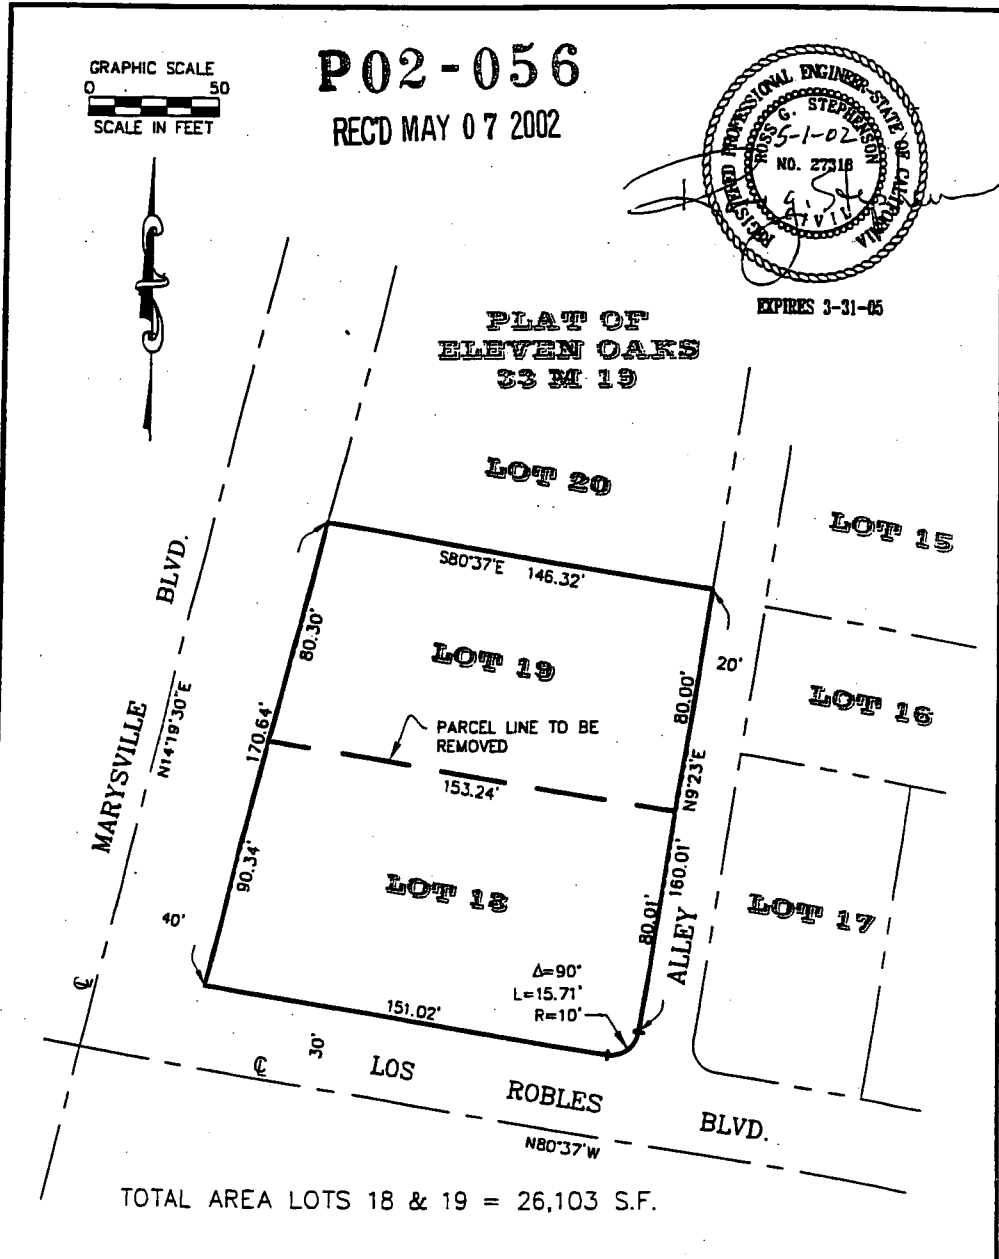 GRAPHIC SCALE
0 50
SCALE IN FEET
P02-056
REC'D MAY 07 2002
REGISTERED PROFESSIONAL ENGINEER-STATE OF CALIFORNIA
ROSS G. STEPHENSON
5-1-02
NO. 27318
CIVIL
EXPIRES 3-31-05
PLAT OF
ELEVEN OAKS
33 M 19
LOT 20
LOT 15
S80°37'E 146.32'
BLVD.
80.30'
LOT 19
20'
80.00'
LOT 16
MARYSVILLE
N14°19'30"E
170.64'
PARCEL LINE TO BE
REMOVED
153.24'
N9°23'E
90.34'
LOT 18
160.01'
80.01'
ALLEY
LOT 17
40'
Δ=90°
L=15.71'
R=10'
151.02'
℄
℄
30'
LOS ROBLES BLVD.
N80°37'W
TOTAL AREA LOTS 18 & 19 = 26,103 S.F.